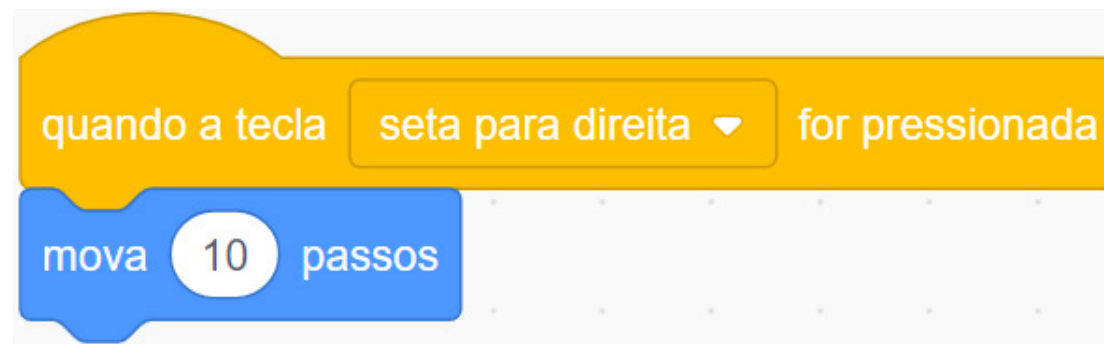 quando a tecla seta para direita for pressionada
mova 10 passos